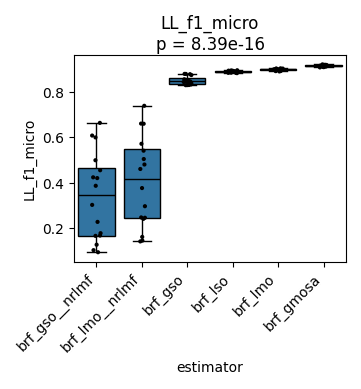 LL_f1_micro
p = 8.39e-16
LL_f1_micro
0.8
0.6
0.4
0.2
brf_gso__nrlmf
brf_lmo__nrlmf
brf_gso
brf_lso
brf_lmo
brf_gmosa
estimator